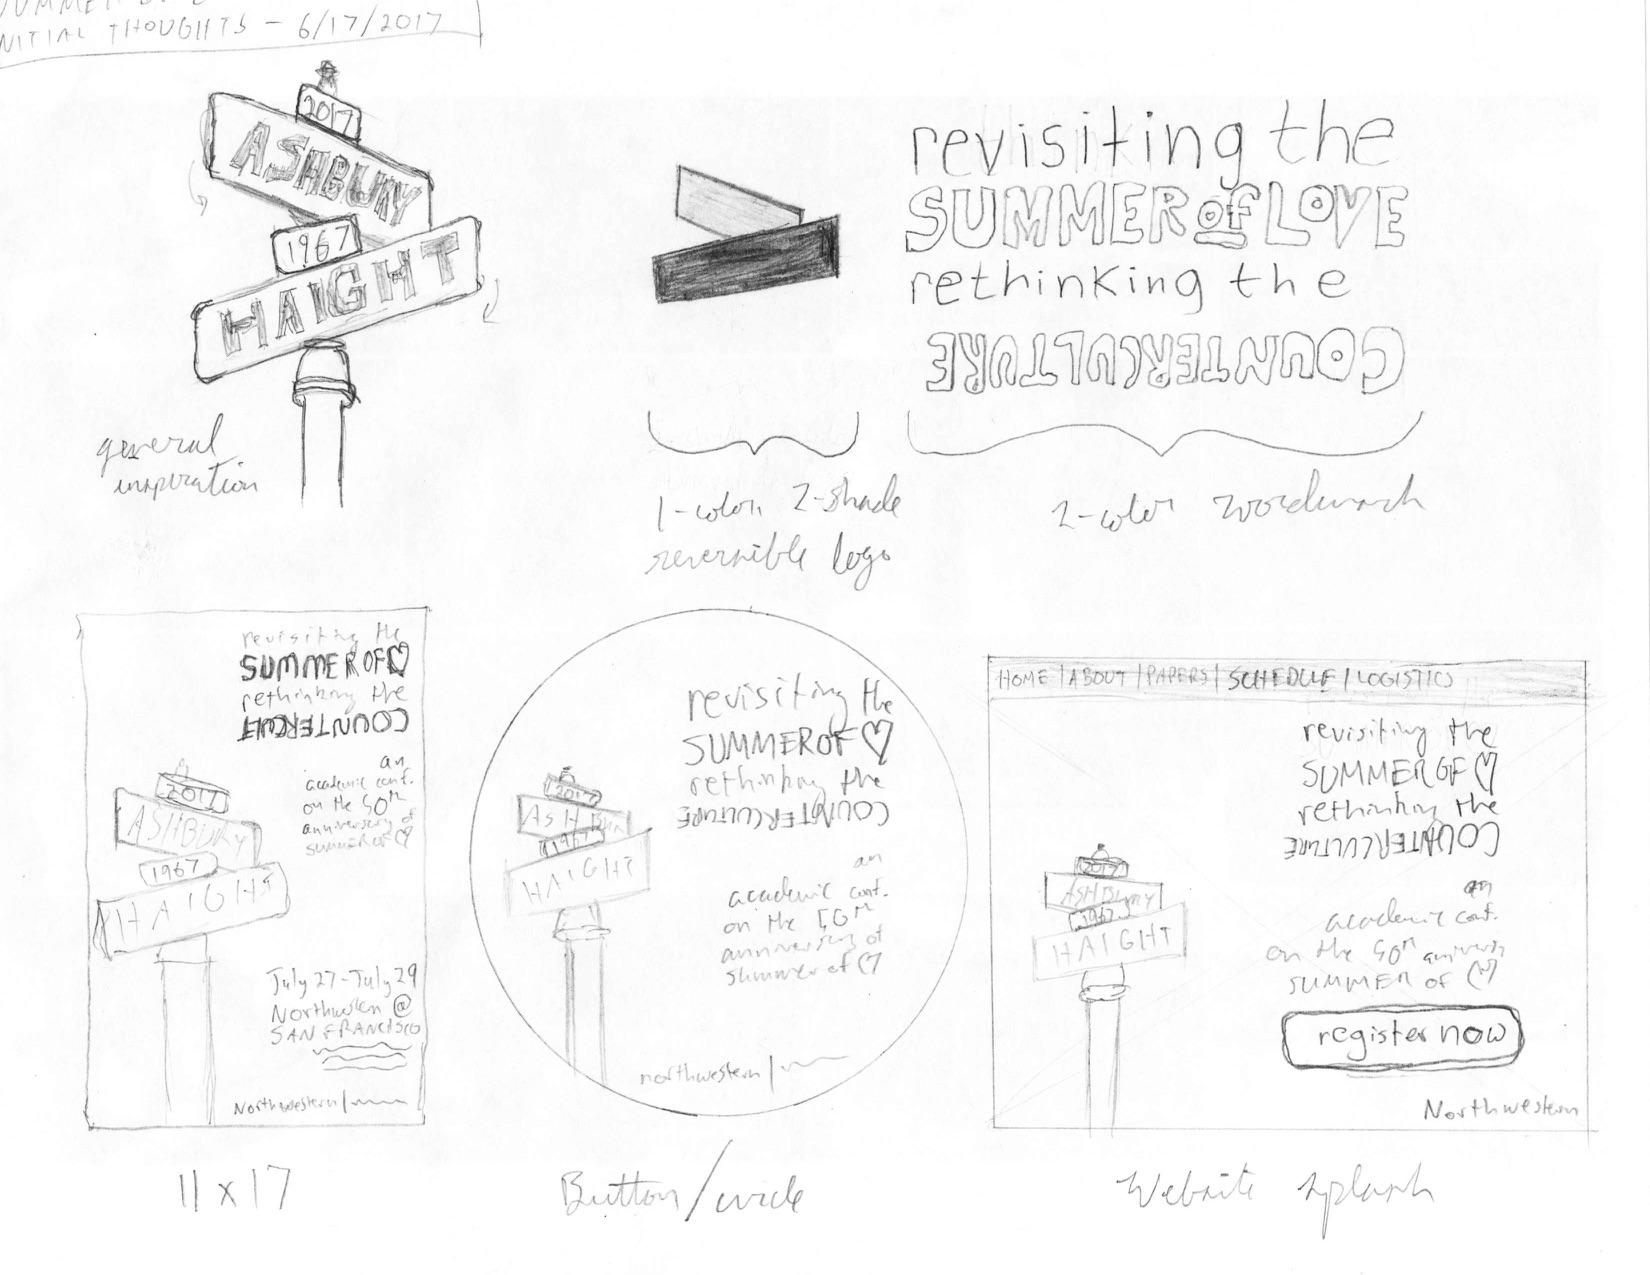 SUMMER OF L
INITIAL THOUGHTS - 6/17/2017
2017
ASHBURY
1967
HAIGHT
general
inspiration
1-color, 2-shade
reversible logo
revisiting the
SUMMER of LOVE
rethinking the
COUNTERCULTURE
2-color wordmark
revisiting the
SUMMER OF ♡
rethinking the
COUNTERCULT
an
academic conf.
on the 50th
anniversary of
summer of ♡
2017
ASHBURY
1967
HAIGHT
July 27-July 29
Northwestern @
SAN FRANCISCO
Northwestern |
11 x 17
revisiting the
SUMMER OF ♡
rethinking the
COUNTERCULTURE
2017
ASHBURY
1967
HAIGHT
an
academic conf.
on the 50th
anniversary of
summer of ♡
northwestern |
Button/circle
HOME | ABOUT | PAPERS | SCHEDULE | LOGISTICS
revisiting the
SUMMER OF ♡
rethinking the
COUNTERCULTURE
2017
ASHBURY
1967
HAIGHT
an
academic conf.
on the 50th anniversary
SUMMER OF ♡
register now
Northwestern
Website splash